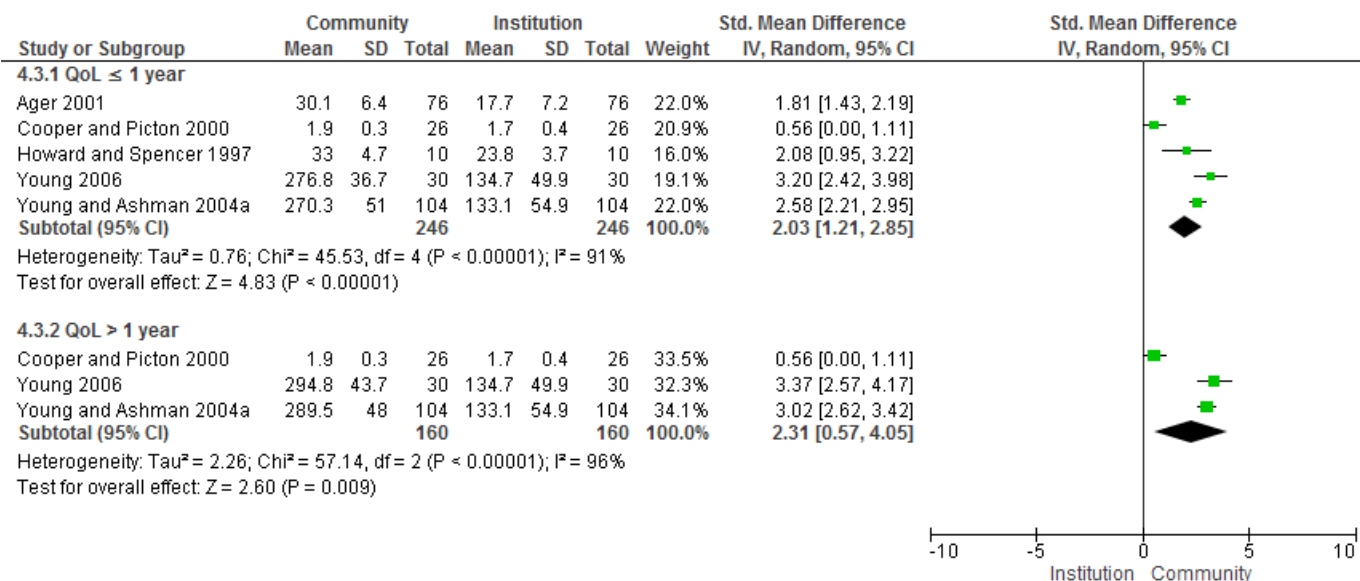 Community Institution Std. Mean Difference Std. Mean Difference
Study or Subgroup Mean SD Total Mean SD Total Weight IV, Random, 95% CI IV, Random, 95% CI
4.3.1 QoL ≤ 1 year
Ager 2001 30.1 6.4 76 17.7 7.2 76 22.0% 1.81 [1.43, 2.19]
Cooper and Picton 2000 1.9 0.3 26 1.7 0.4 26 20.9% 0.56 [0.00, 1.11]
Howard and Spencer 1997 33 4.7 10 23.8 3.7 10 16.0% 2.08 [0.95, 3.22]
Young 2006 276.8 36.7 30 134.7 49.9 30 19.1% 3.20 [2.42, 3.98]
Young and Ashman 2004a 270.3 51 104 133.1 54.9 104 22.0% 2.58 [2.21, 2.95]
Subtotal (95% CI) 246 246 100.0% 2.03 [1.21, 2.85]
Heterogeneity: Tau² = 0.76; Chi² = 45.53, df = 4 (P < 0.00001); I² = 91%
Test for overall effect: Z = 4.83 (P < 0.00001)
4.3.2 QoL > 1 year
Cooper and Picton 2000 1.9 0.3 26 1.7 0.4 26 33.5% 0.56 [0.00, 1.11]
Young 2006 294.8 43.7 30 134.7 49.9 30 32.3% 3.37 [2.57, 4.17]
Young and Ashman 2004a 289.5 48 104 133.1 54.9 104 34.1% 3.02 [2.62, 3.42]
Subtotal (95% CI) 160 160 100.0% 2.31 [0.57, 4.05]
Heterogeneity: Tau² = 2.26; Chi² = 57.14, df = 2 (P < 0.00001); I² = 96%
Test for overall effect: Z = 2.60 (P = 0.009)
-10 -5 0 5 10
Institution Community